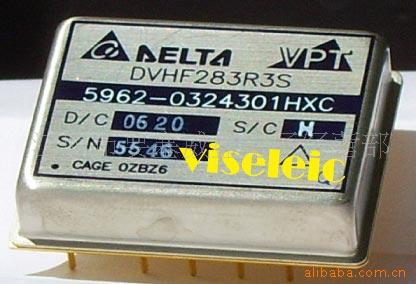 DELTA VPT
DVHF283R3S
5962-0324301HXC
D/C 0620 S/C H
S/N 5546
CAGE 0ZBZ6
Viseleic
alibaba.com.cn